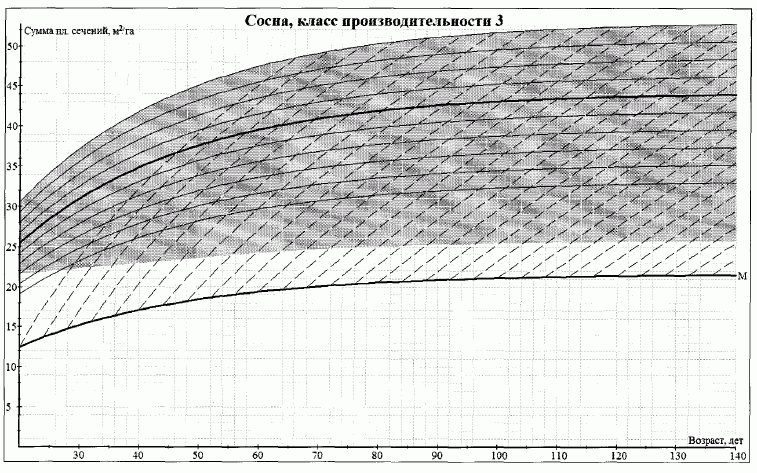 Сосна, класс производительности 3
Сумма пл. сечений, м²/га
50
45
40
35
30
25
20
15
10
5
М
Возраст, лет
30 40 50 60 70 80 90 100 110 120 130 140